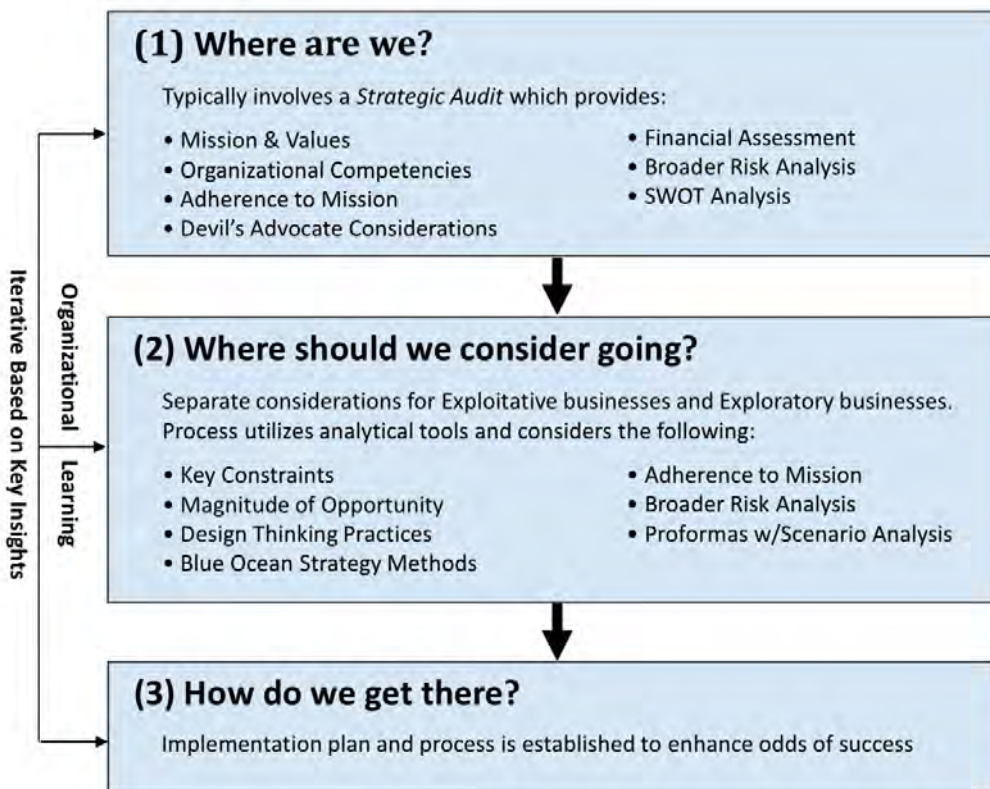 (1) Where are we?
Typically involves a Strategic Audit which provides:
• Mission & Values
• Organizational Competencies
• Adherence to Mission
• Devil's Advocate Considerations
• Financial Assessment
• Broader Risk Analysis
• SWOT Analysis
(2) Where should we consider going?
Separate considerations for Exploitative businesses and Exploratory businesses.
Process utilizes analytical tools and considers the following:
• Key Constraints
• Magnitude of Opportunity
• Design Thinking Practices
• Blue Ocean Strategy Methods
• Adherence to Mission
• Broader Risk Analysis
• Proformas w/Scenario Analysis
(3) How do we get there?
Implementation plan and process is established to enhance odds of success
Iterative Based on Key Insights
Organizational Learning